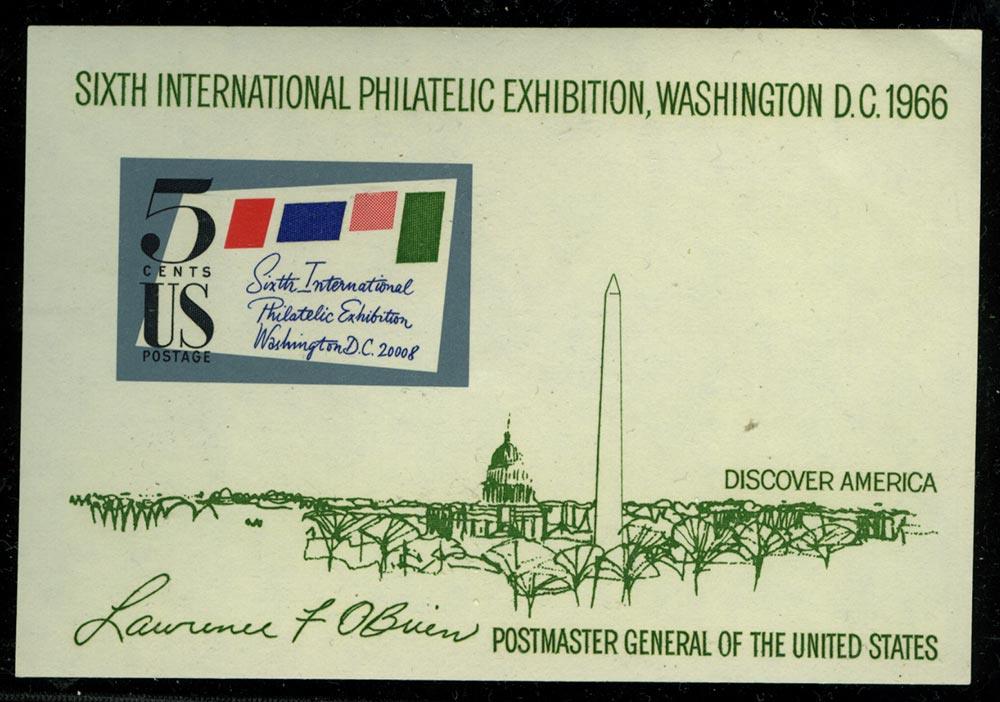 SIXTH INTERNATIONAL PHILATELIC EXHIBITION, WASHINGTON D.C. 1966
5
CENTS
US
POSTAGE
Sixth International
Philatelic Exhibition
Washington D.C. 20008
DISCOVER AMERICA
Lawrence F O'Brien
POSTMASTER GENERAL OF THE UNITED STATES